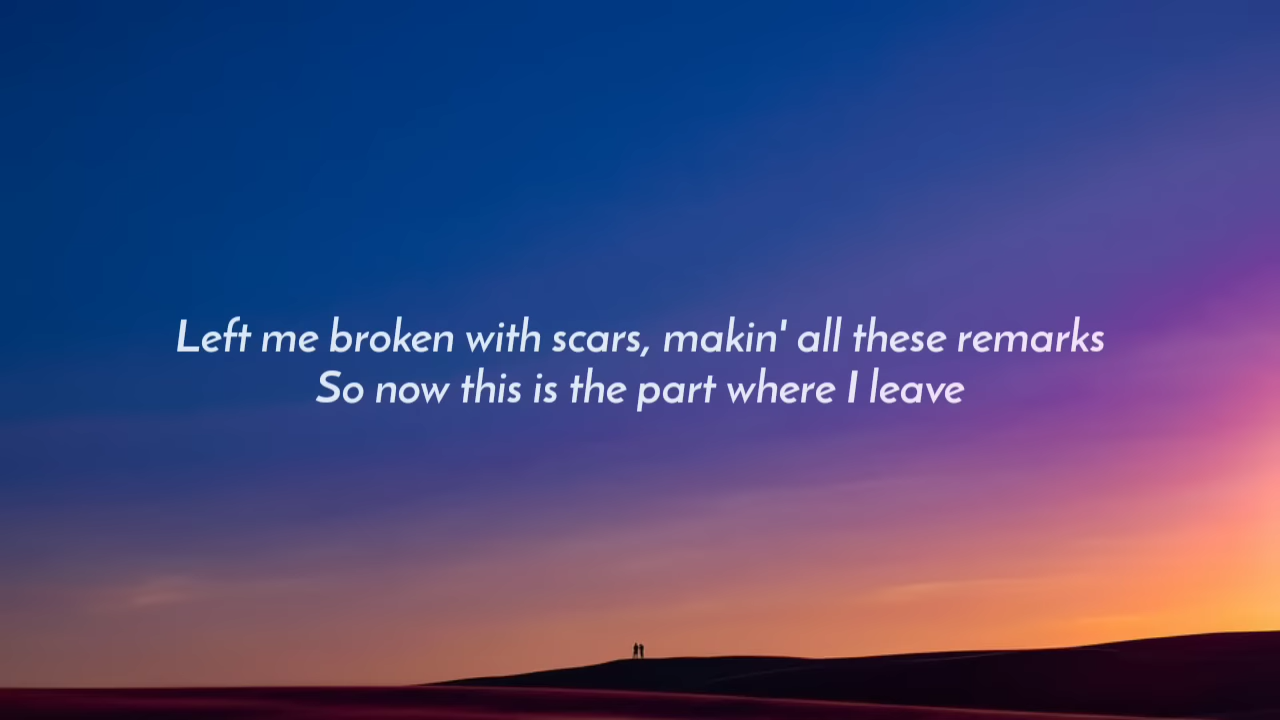 Left me broken with scars, makin' all these remarks
So now this is the part where I leave